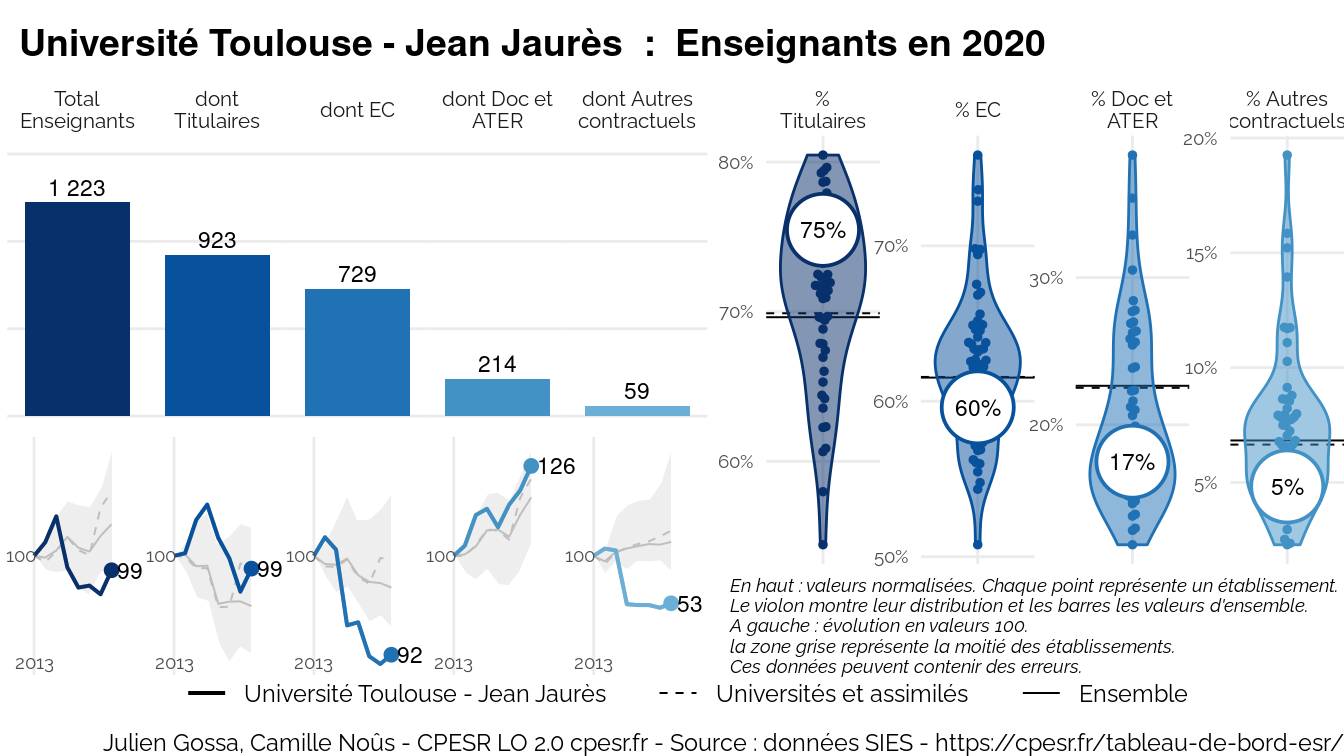 Université Toulouse - Jean Jaurès : Enseignants en 2020
Total
Enseignants
dont
Titulaires
dont EC
dont Doc et
ATER
dont Autres
contractuels
1 223
923
729
214
59
100
99
2013
100
99
2013
100
92
2013
100
126
2013
100
53
2013
%
Titulaires
80%
70%
60%
75%
% EC
70%
60%
50%
60%
% Doc et
ATER
30%
20%
17%
% Autres
contractuels
20%
15%
10%
5%
5%
En haut : valeurs normalisées. Chaque point représente un établissement.
Le violon montre leur distribution et les barres les valeurs d'ensemble.
A gauche : évolution en valeurs 100.
la zone grise représente la moitié des établissements.
Ces données peuvent contenir des erreurs.
Université Toulouse - Jean Jaurès Universités et assimilés Ensemble
Julien Gossa, Camille Noûs - CPESR LO 2.0 cpesr.fr - Source : données SIES - https://cpesr.fr/tableau-de-bord-esr/